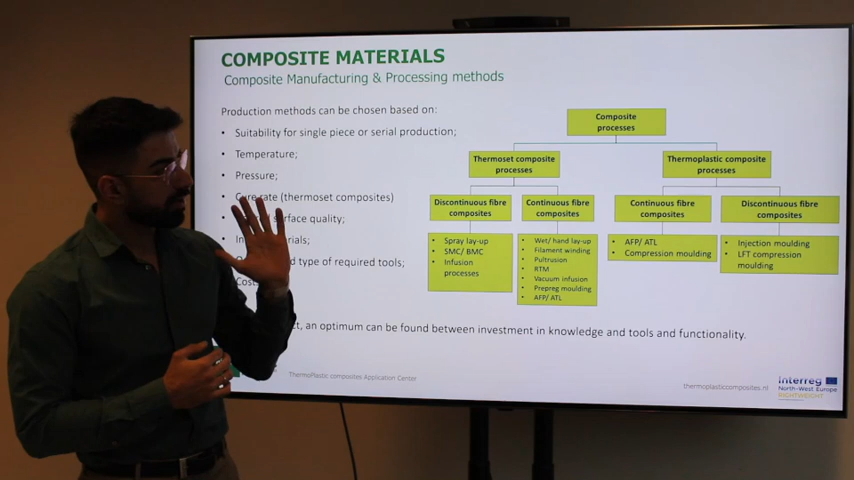 COMPOSITE MATERIALS
Composite Manufacturing & Processing methods
Production methods can be chosen based on:
• Suitability for single piece or serial production;
• Temperature;
• Pressure;
• Cure rate (thermoset composites)
surface quality;
type of required tools;
Cost
, an optimum can be found between investment in knowledge and tools and functionality.
Composite
processes
Thermoset composite
processes
Thermoplastic composite
processes
Discontinuous fibre
composites
Continuous fibre
composites
Continuous fibre
composites
Discontinuous fibre
composites
• Spray lay-up
• SMC/ BMC
• Infusion
processes
• Wet/ hand lay-up
• Filament winding
• Pultrusion
• RTM
• Vacuum infusion
• Prepreg moulding
• AFP/ ATL
• AFP/ ATL
• Compression moulding
• Injection moulding
• LFT compression
moulding
ThermoPlastic composites Application Center
thermoplasticcomposites.nl
Interreg
North-West Europe
RIGHTWEIGHT